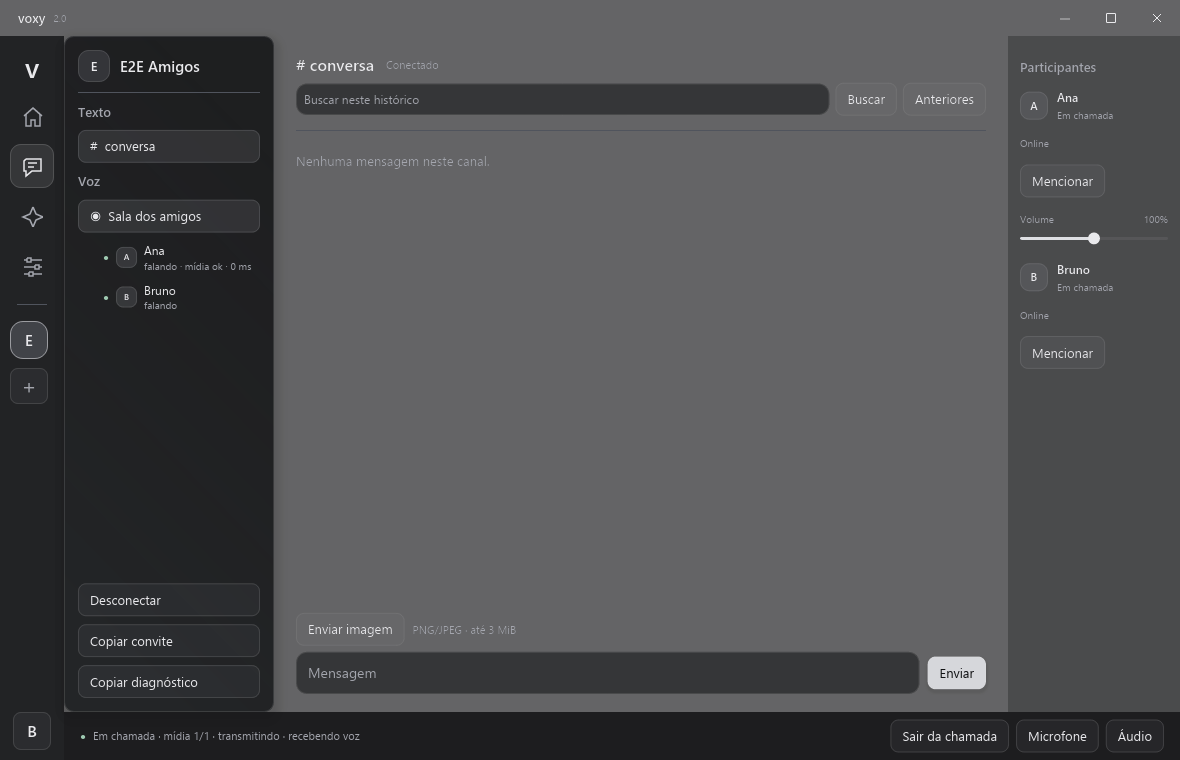 voxy 2.0
V
E
+
B
E E2E Amigos
Texto
# conversa
Voz
Sala dos amigos
A Ana
falando · mídia ok · 0 ms
B Bruno
falando
Desconectar
Copiar convite
Copiar diagnóstico
# conversa Conectado
Buscar neste histórico Buscar Anteriores
Nenhuma mensagem neste canal.
Enviar imagem PNG/JPEG · até 3 MiB
Mensagem Enviar
Participantes
A Ana
Em chamada
Online
Mencionar
Volume 100%
B Bruno
Em chamada
Online
Mencionar
Em chamada · mídia 1/1 · transmitindo · recebendo voz Sair da chamada Microfone Áudio